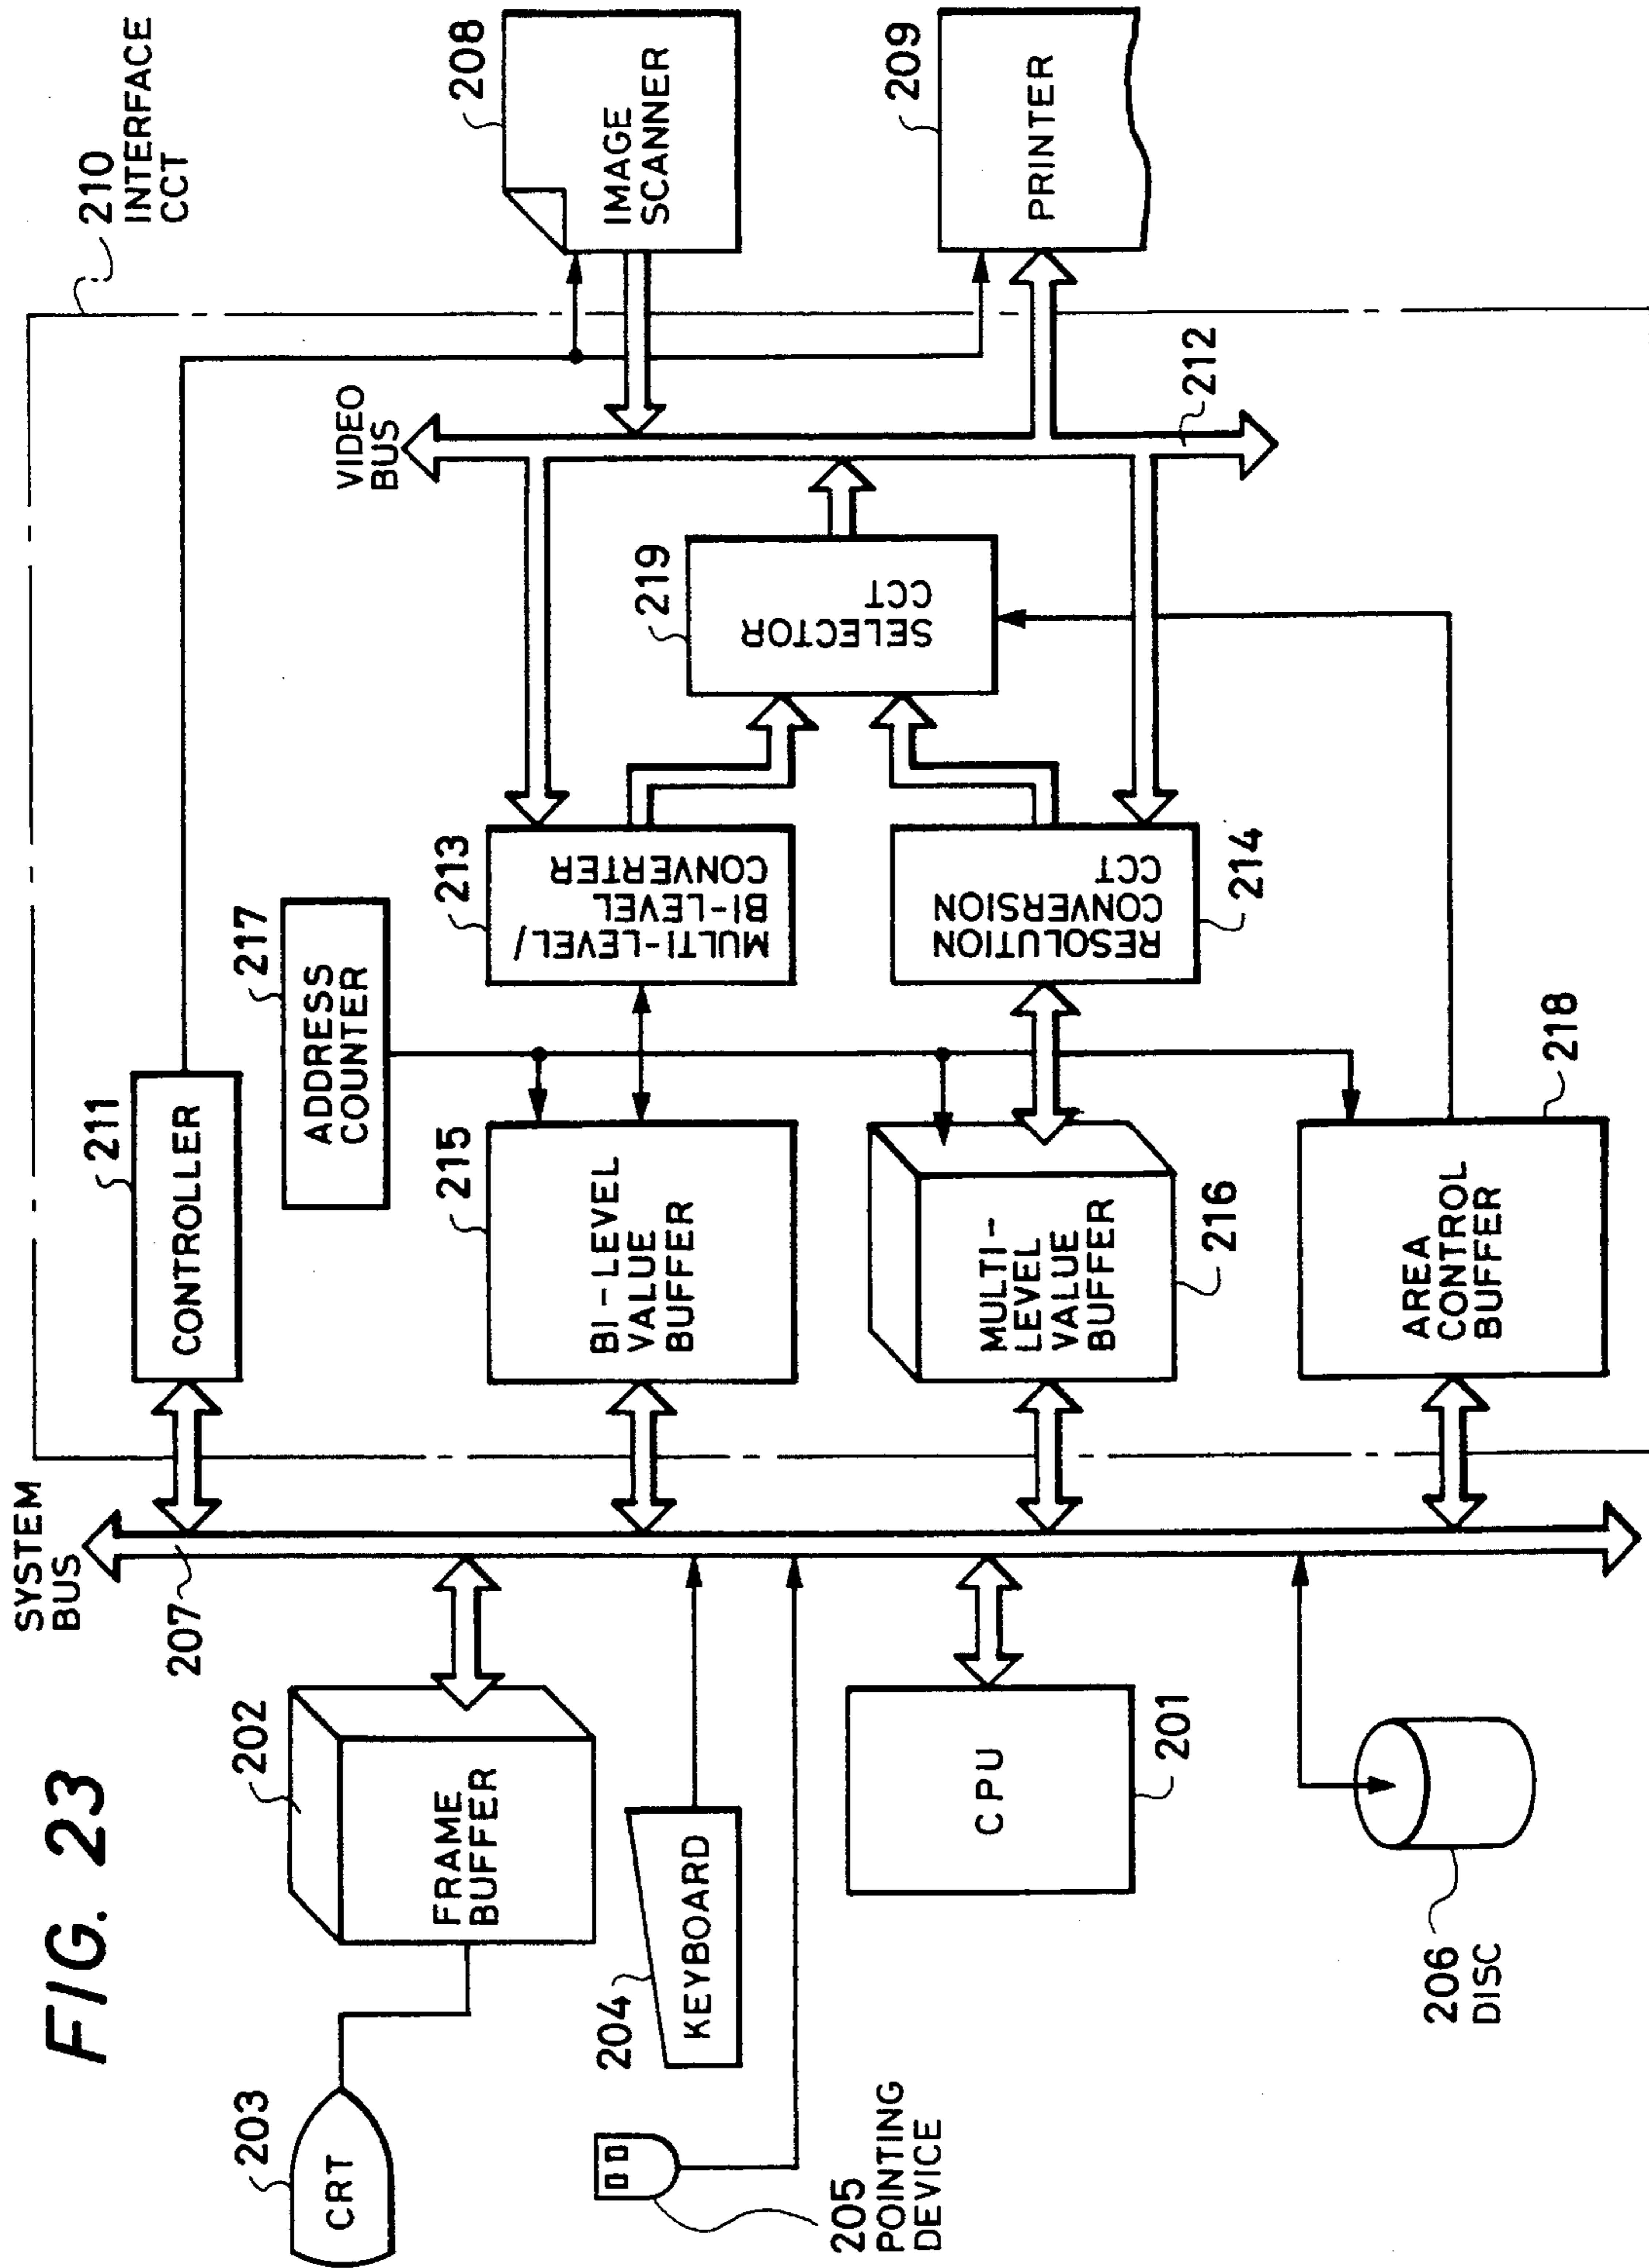 FIG. 23
203
CRT
202
FRAME
BUFFER
204
KEYBOARD
205
POINTING
DEVICE
CPU
201
206
DISC
SYSTEM
BUS
207
210
INTERFACE
CCT
211
CONTROLLER
217
ADDRESS
COUNTER
215
BI-LEVEL
VALUE
BUFFER
MULTI-
LEVEL
VALUE
BUFFER
216
AREA
CONTROL
BUFFER
218
213
MULTI-LEVEL/
BI-LEVEL
CONVERTER
RESOLUTION
CONVERSION
CCT
214
219
SELECTOR
CCT
VIDEO
BUS
212
208
IMAGE
SCANNER
209
PRINTER